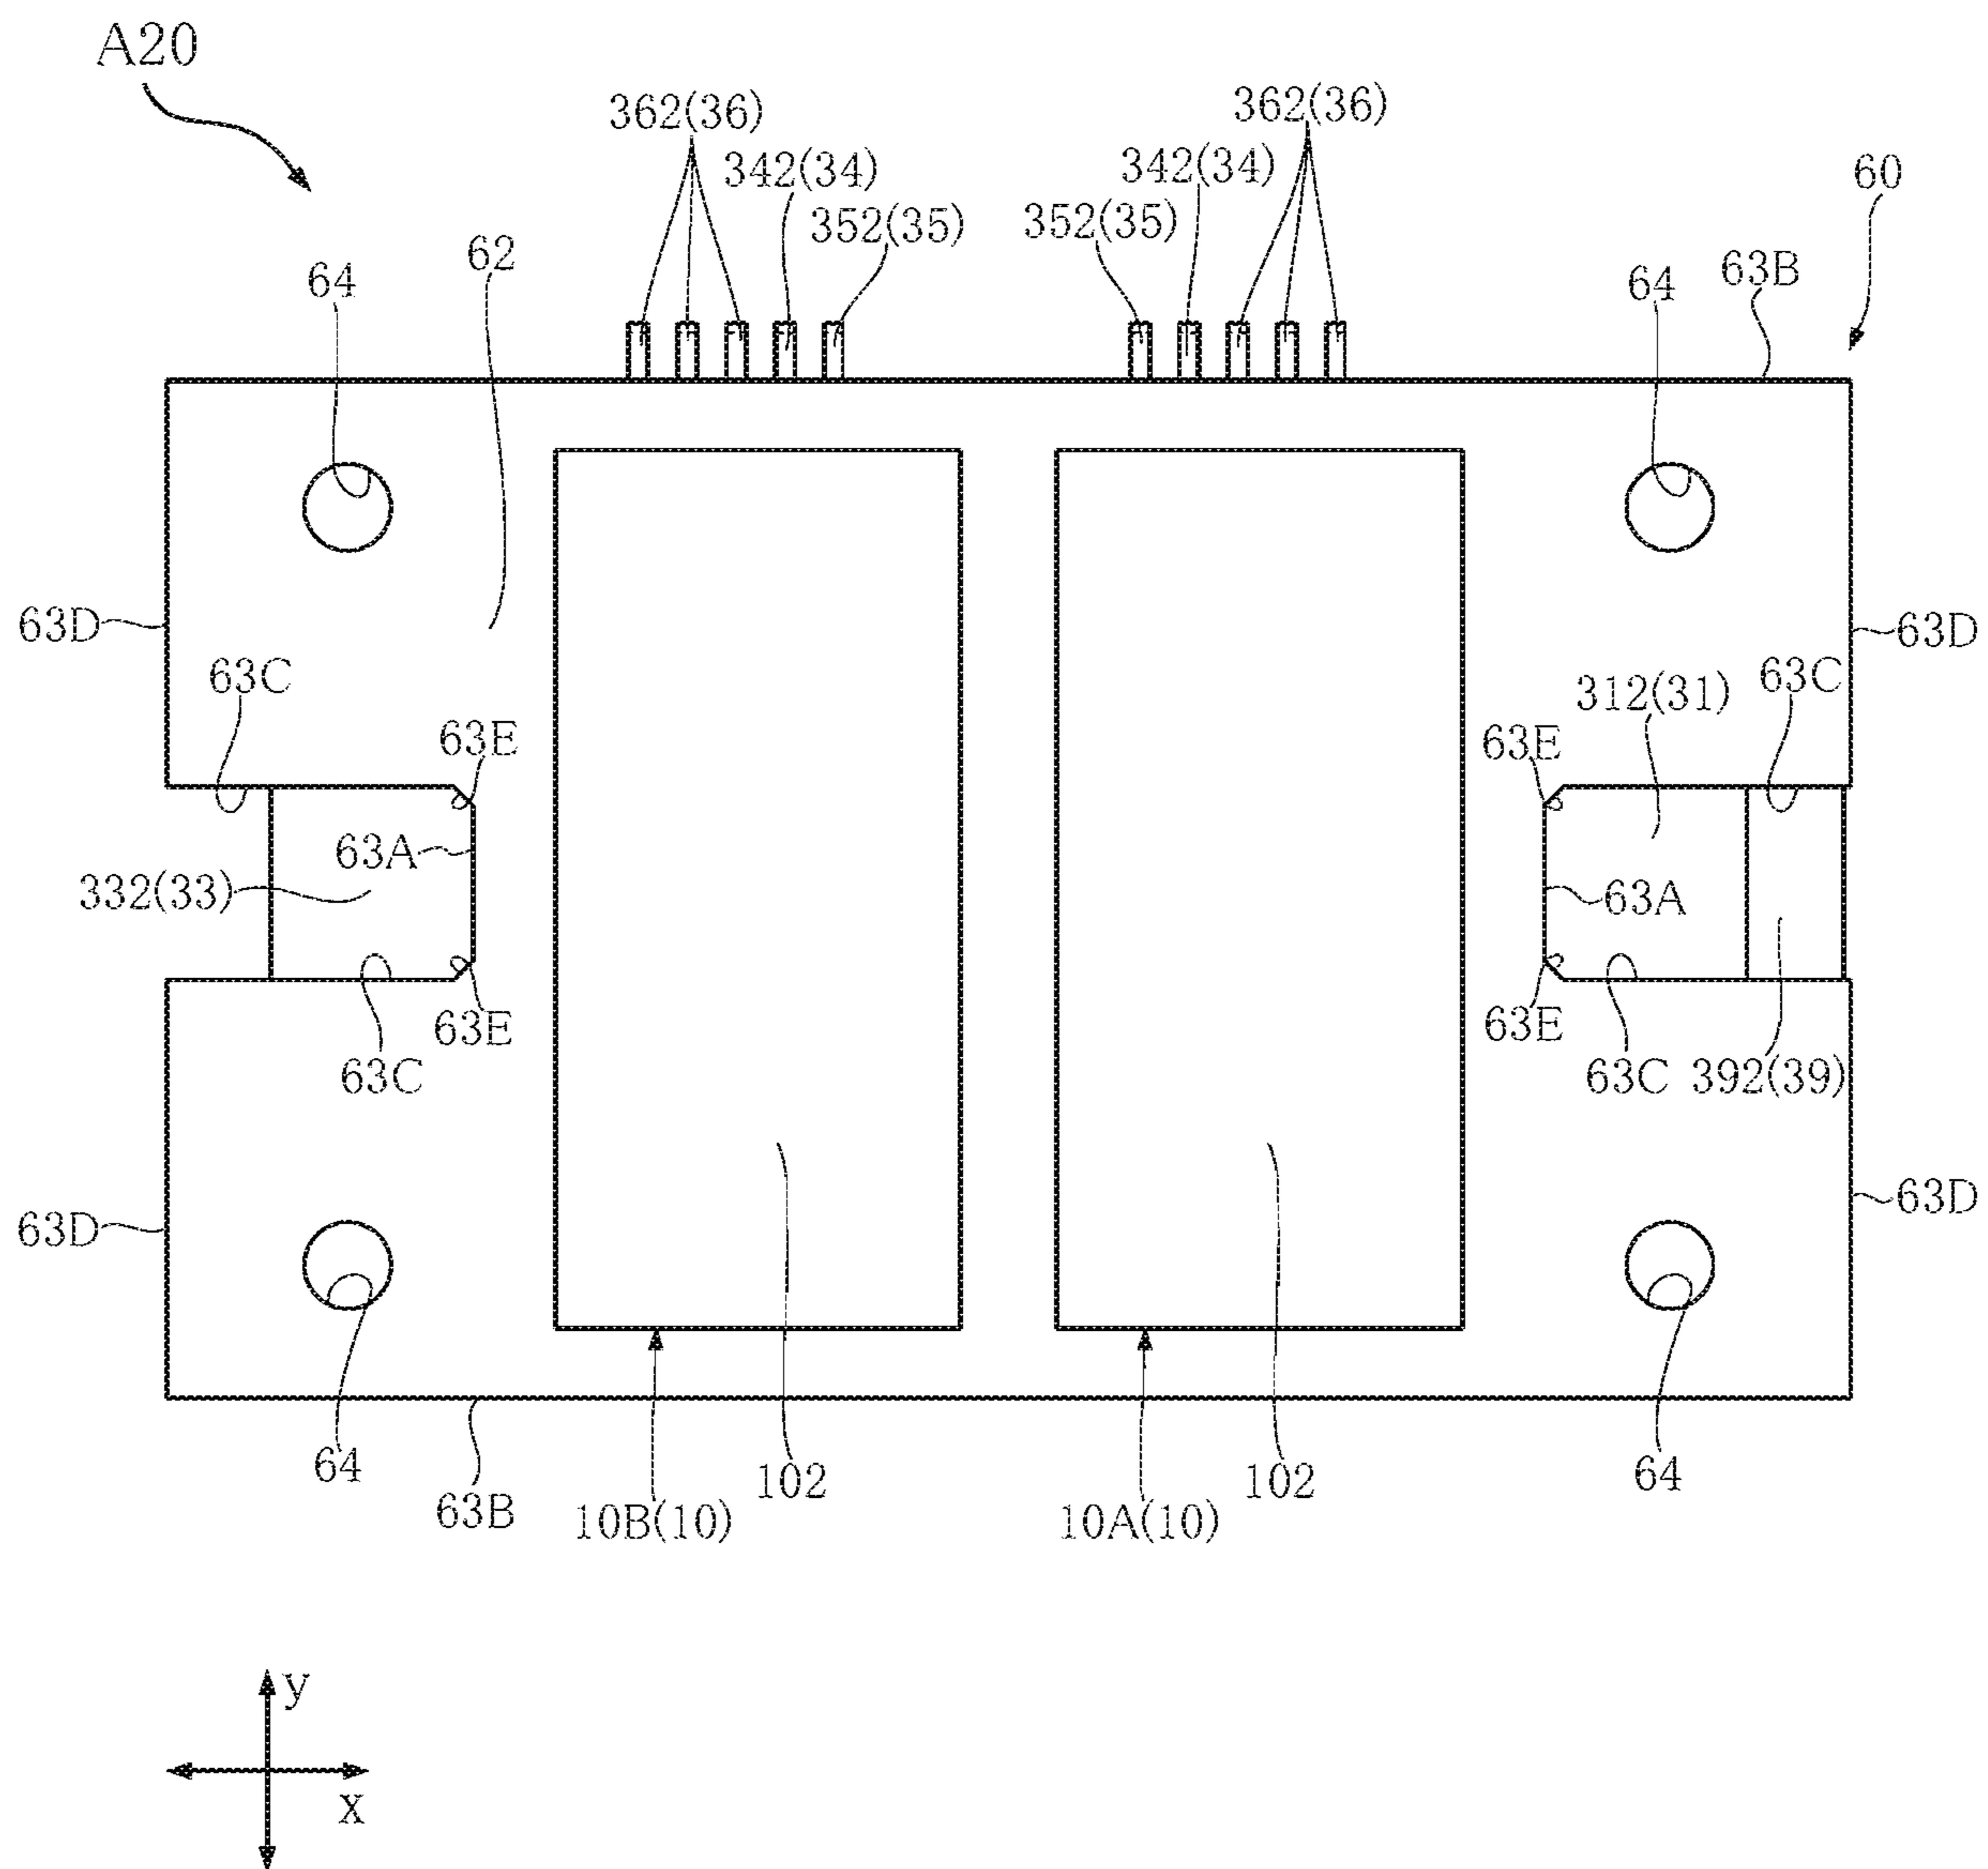 A20
362(36)
362(36)
342(34)
342(34)
60
352(35)
352(35)
62
64
64
63B
63D
63D
63C
312(31)
63C
63E
63E
63A
332(33)
63A
63E
63E
63C
63C
392(39)
63D
63D
64
102
102
64
63B
10B(10)
10A(10)
y
x